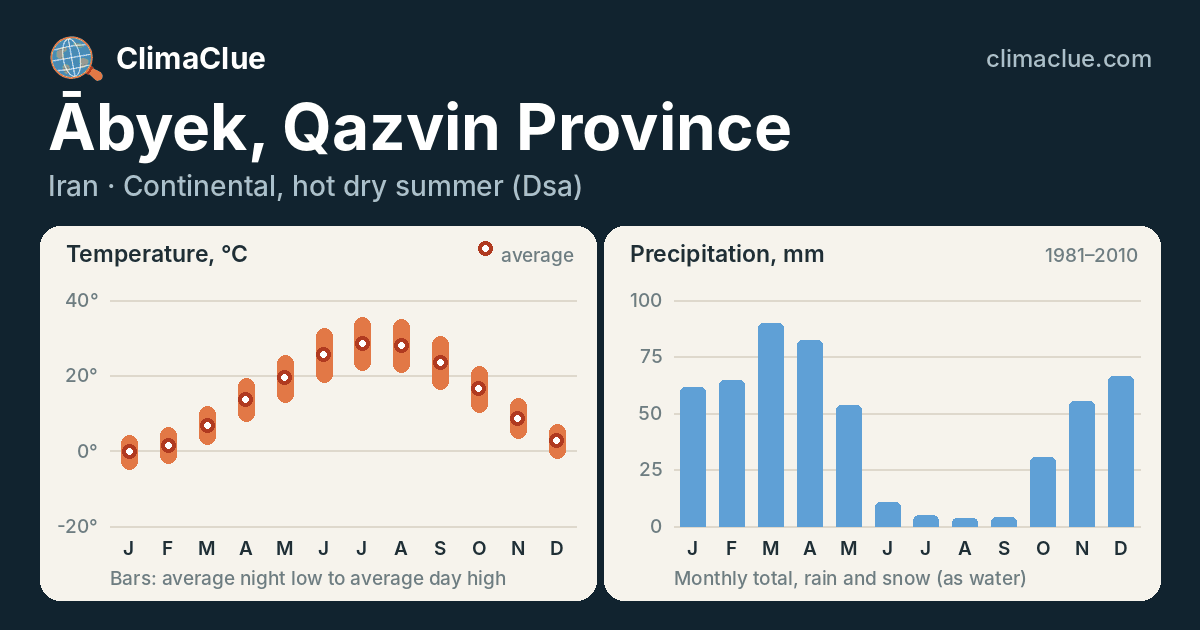 ClimaClue
climaclue.com
Ābyek, Qazvin Province
Iran · Continental, hot dry summer (Dsa)
Temperature, °C
average
40°
20°
0°
-20°
J F M A M J J A S O N D
Bars: average night low to average day high
Precipitation, mm
1981–2010
100
75
50
25
0
J F M A M J J A S O N D
Monthly total, rain and snow (as water)